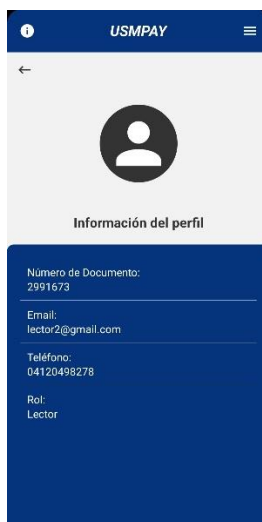 USMPAY
Información del perfil
Número de Documento:
2991673
Email:
lector2@gmail.com
Teléfono:
04120498278
Rol:
Lector